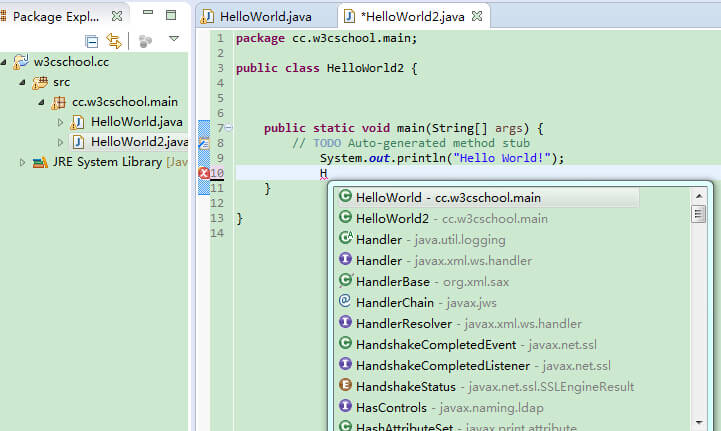 Package Expl...
w3cschool.cc
src
cc.w3cschool.main
HelloWorld.java
HelloWorld2.java
JRE System Library [Jav
HelloWorld.java
*HelloWorld2.java
1 package cc.w3cschool.main;
2
3 public class HelloWorld2 {
4
5
6
7 public static void main(String[] args) {
8 // TODO Auto-generated method stub
9 System.out.println("Hello World!");
10 H
11 }
12
13 }
14
HelloWorld - cc.w3cschool.main
HelloWorld2 - cc.w3cschool.main
Handler - java.util.logging
Handler - javax.xml.ws.handler
HandlerBase - org.xml.sax
HandlerChain - javax.jws
HandlerResolver - javax.xml.ws.handler
HandshakeCompletedEvent - javax.net.ssl
HandshakeCompletedListener - javax.net.ssl
HandshakeStatus - javax.net.ssl.SSLEngineResult
HasControls - javax.naming.ldap
HashAttributeSet - javax.print.attribute